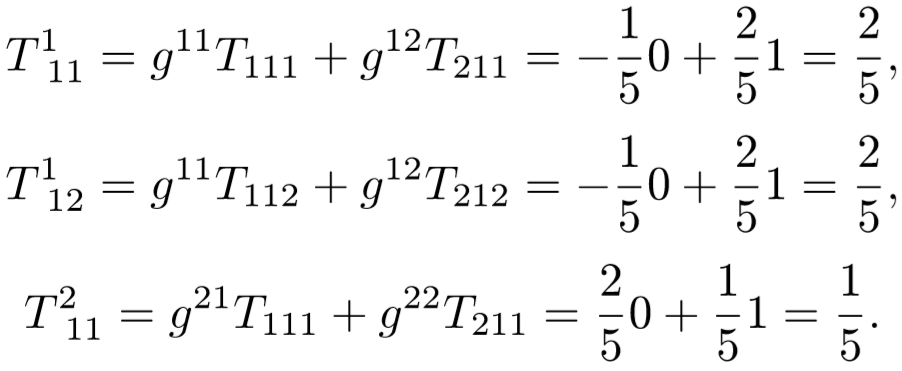 $T^1_{\ 11} = g^{11}T_{111} + g^{12}T_{211} = -\frac{1}{5}0 + \frac{2}{5}1 = \frac{2}{5},$
$T^1_{\ 12} = g^{11}T_{112} + g^{12}T_{212} = -\frac{1}{5}0 + \frac{2}{5}1 = \frac{2}{5},$
$T^2_{\ 11} = g^{21}T_{111} + g^{22}T_{211} = \frac{2}{5}0 + \frac{1}{5}1 = \frac{1}{5}.$